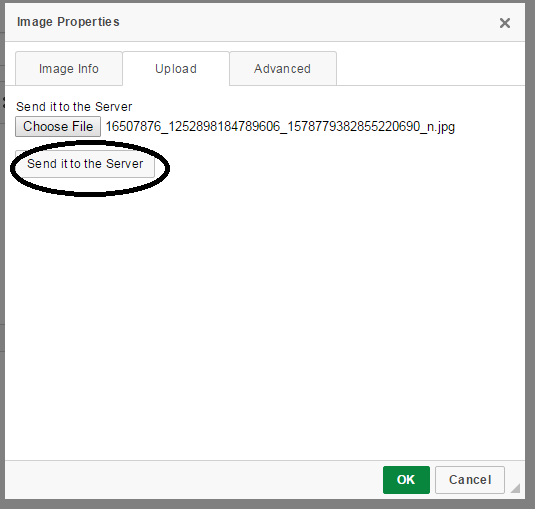 Image Properties
Image Info Upload Advanced
Send it to the Server
Choose File 16507876_1252898184789606_1578779382855220690_n.jpg
Send it to the Server
OK Cancel